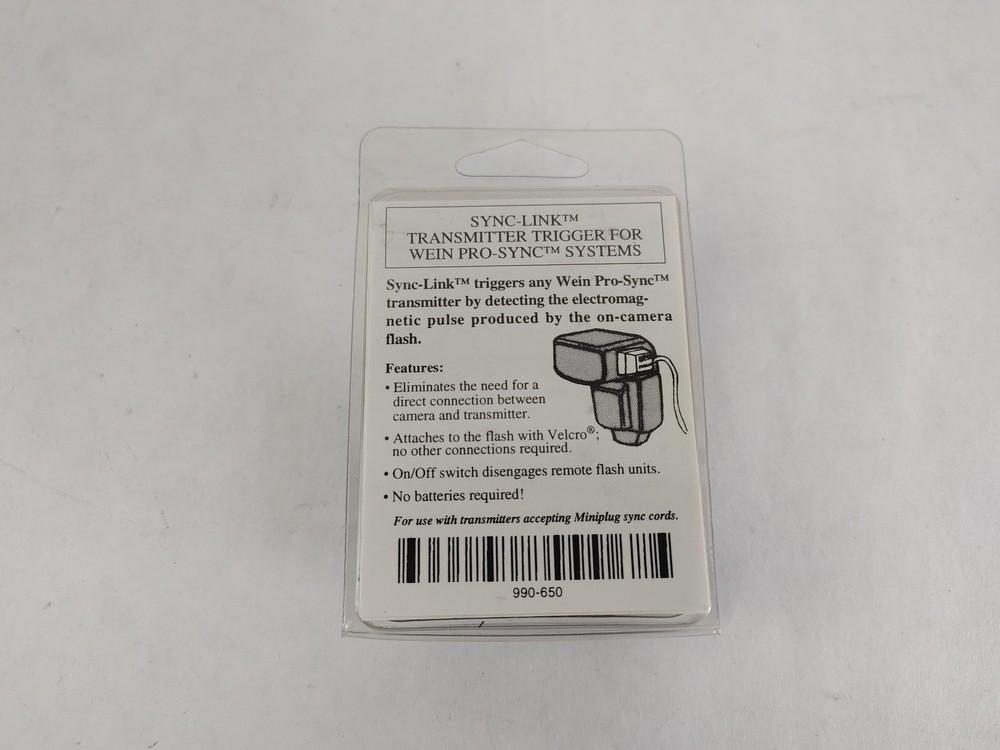 SYNC-LINK™
TRANSMITTER TRIGGER FOR
WEIN PRO-SYNC™ SYSTEMS
Sync-Link™ triggers any Wein Pro-Sync™
transmitter by detecting the electromag-
netic pulse produced by the on-camera
flash.
Features:
• Eliminates the need for a
direct connection between
camera and transmitter.
• Attaches to the flash with Velcro®;
no other connections required.
• On/Off switch disengages remote flash units.
• No batteries required!
For use with transmitters accepting Miniplug sync cords.
990-650